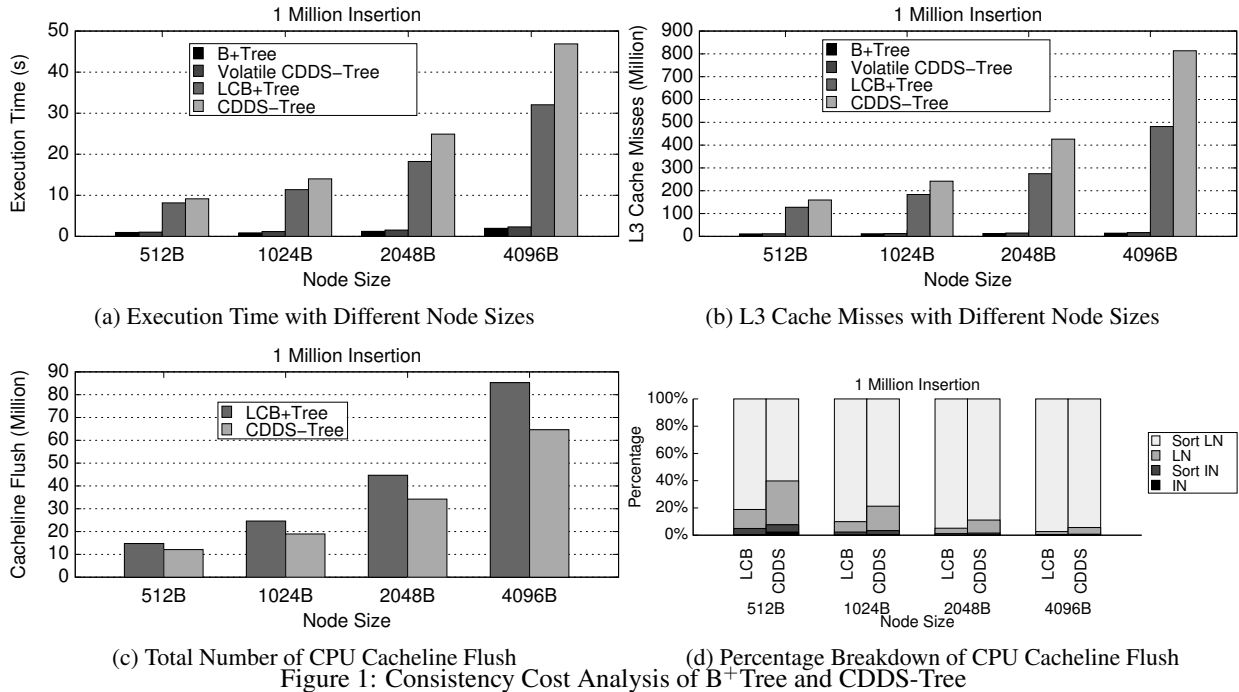 1 Million Insertion
50
40
30
20
10
0
Execution Time (s)
B+Tree
Volatile CDDS-Tree
LCB+Tree
CDDS-Tree
512B 1024B 2048B 4096B
Node Size
(a) Execution Time with Different Node Sizes
1 Million Insertion
900
800
700
600
500
400
300
200
100
0
L3 Cache Misses (Million)
B+Tree
Volatile CDDS-Tree
LCB+Tree
CDDS-Tree
512B 1024B 2048B 4096B
Node Size
(b) L3 Cache Misses with Different Node Sizes
1 Million Insertion
90
80
70
60
50
40
30
20
10
0
Cacheline Flush (Million)
LCB+Tree
CDDS-Tree
512B 1024B 2048B 4096B
Node Size
(c) Total Number of CPU Cacheline Flush
1 Million Insertion
100%
80%
60%
40%
20%
0%
Percentage
Sort LN
LN
Sort IN
IN
LCB CDDS LCB CDDS LCB CDDS LCB CDDS
512B 1024B 2048B 4096B
Node Size
(d) Percentage Breakdown of CPU Cacheline Flush
Figure 1: Consistency Cost Analysis of B+Tree and CDDS-Tree